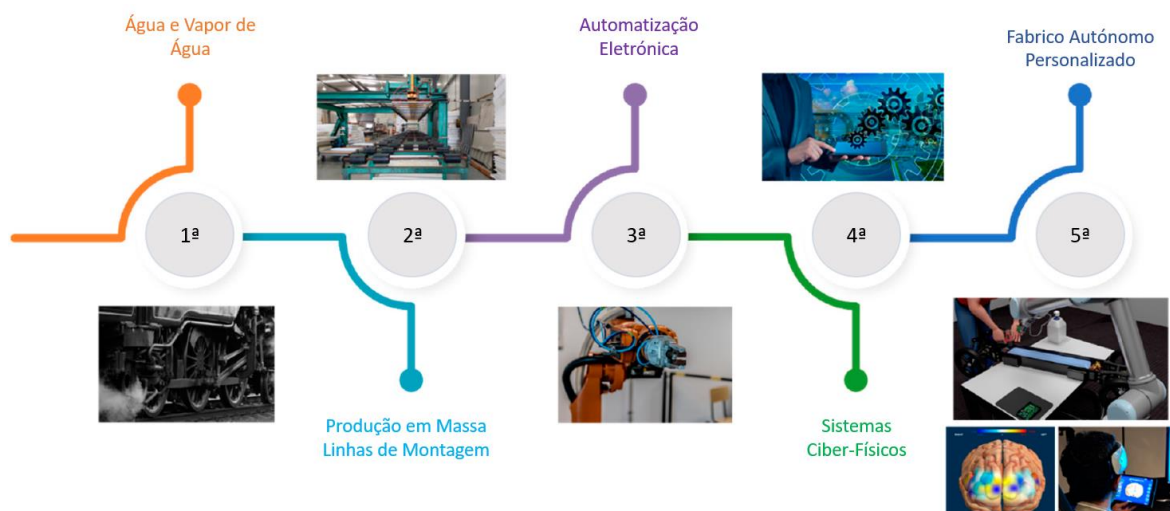 Água e Vapor de
Água
Automatização
Eletrónica
Fabrico Autónomo
Personalizado
1ª
2ª
3ª
4ª
5ª
Produção em Massa
Linhas de Montagem
Sistemas
Ciber-Físicos